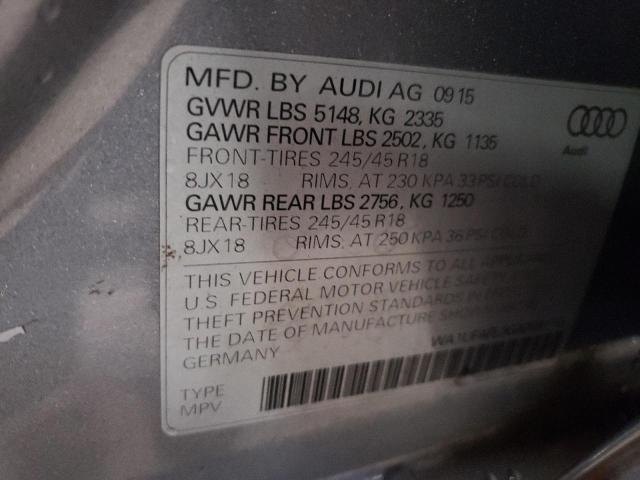 MFD. BY AUDI AG 09 15
GVWR LBS 5148, KG 2335
GAWR FRONT LBS 2502, KG 1135
FRONT-TIRES 245/45 R18
8JX18 RIMS, AT 230 KPA 33 PSI COLD
GAWR REAR LBS 2756, KG 1250
REAR-TIRES 245/45 R18
8JX18 RIMS, AT 250 KPA 36 PSI COLD
Audi
THIS VEHICLE CONFORMS TO ALL
U.S. FEDERAL MOTOR VEHICLE
THEFT PREVENTION STANDARDS IN
THE DATE OF MANUFACTURE
GERMANY
TYPE
MPV